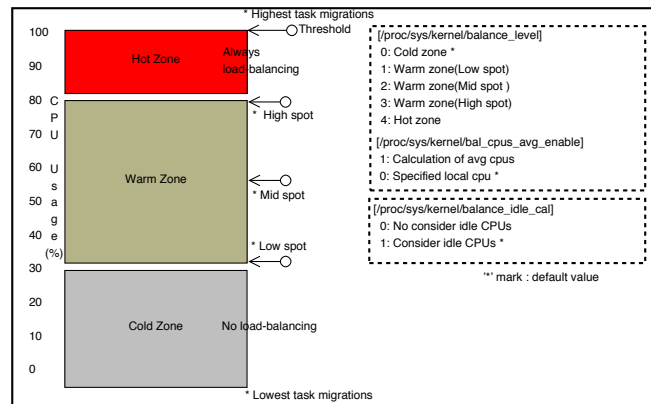 * Highest task migrations
Threshold
100
90
80
70
60
50
40
30
20
10
0
CPU Usage
(%)
Hot Zone
Always
load-balancing
* High spot
Warm Zone
* Mid spot
* Low spot
Cold Zone
No load-balancing
* Lowest task migrations
[/proc/sys/kernel/balance_level]
0: Cold zone *
1: Warm zone(Low spot)
2: Warm zone(Mid spot )
3: Warm zone(High spot)
4: Hot zone
[/proc/sys/kernel/bal_cpus_avg_enable]
1: Calculation of avg cpus
0: Specified local cpu *
[/proc/sys/kernel/balance_idle_cal]
0: No consider idle CPUs
1: Consider idle CPUs *
'*' mark : default value